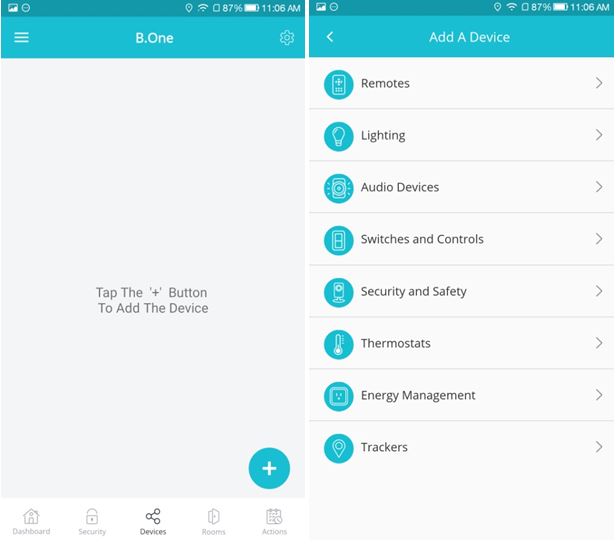 87% 11:06 AM
B.One
Tap The '+' Button
To Add The Device
+
Dashboard
Security
Devices
Rooms
Actions
87% 11:06 AM
Add A Device
Remotes
Lighting
Audio Devices
Switches and Controls
Security and Safety
Thermostats
Energy Management
Trackers